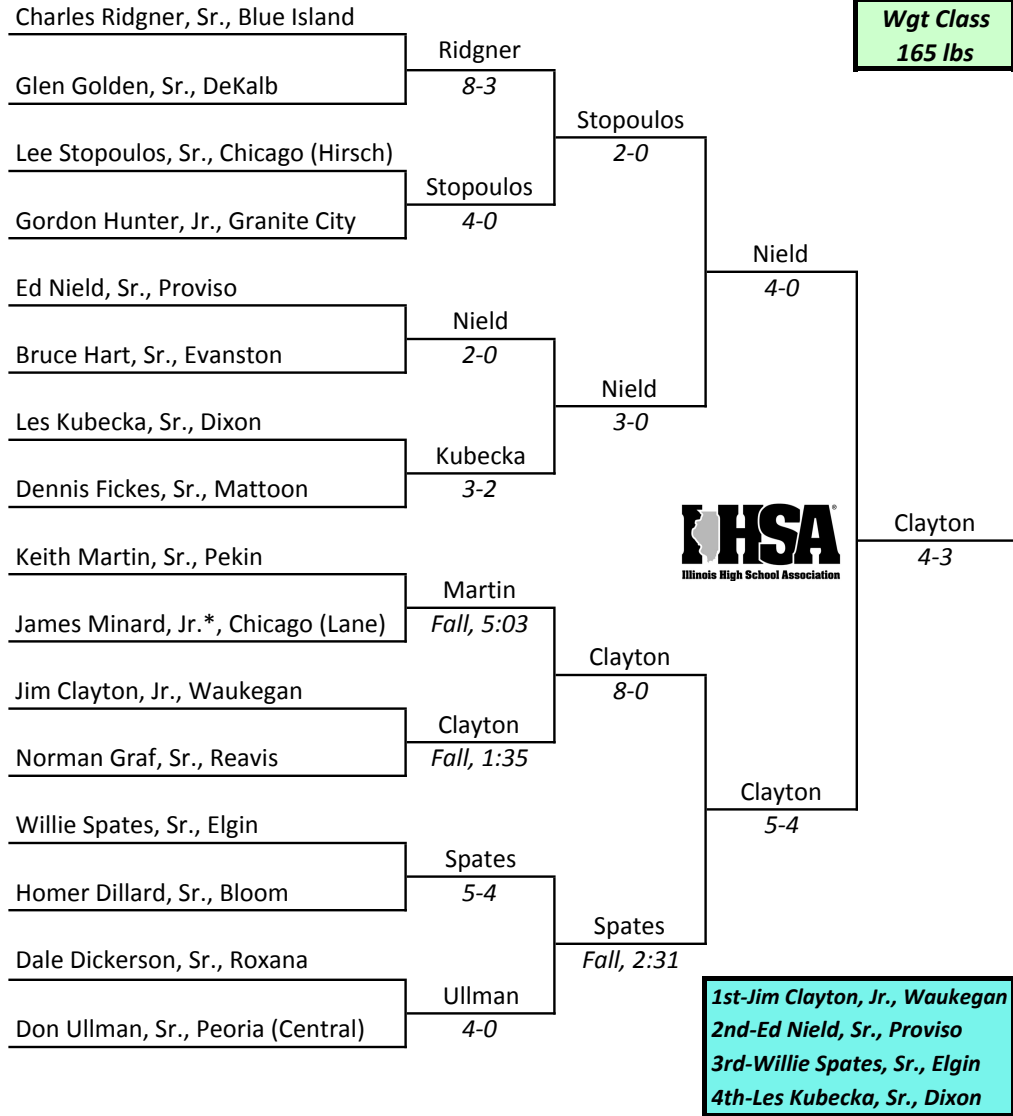 Charles Ridgner, Sr., Blue Island
Wgt Class
165 lbs
Ridgner
8-3
Glen Golden, Sr., DeKalb
Stopoulos
2-0
Lee Stopoulos, Sr., Chicago (Hirsch)
Stopoulos
4-0
Gordon Hunter, Jr., Granite City
Nield
4-0
Ed Nield, Sr., Proviso
Nield
2-0
Bruce Hart, Sr., Evanston
Nield
3-0
Les Kubecka, Sr., Dixon
Kubecka
3-2
Dennis Fickes, Sr., Mattoon
IHSA
®
Illinois High School Association
Clayton
4-3
Keith Martin, Sr., Pekin
Martin
Fall, 5:03
James Minard, Jr.*, Chicago (Lane)
Clayton
8-0
Jim Clayton, Jr., Waukegan
Clayton
Fall, 1:35
Norman Graf, Sr., Reavis
Clayton
5-4
Willie Spates, Sr., Elgin
Spates
5-4
Homer Dillard, Sr., Bloom
Spates
Fall, 2:31
Dale Dickerson, Sr., Roxana
Ullman
4-0
Don Ullman, Sr., Peoria (Central)
1st-Jim Clayton, Jr., Waukegan
2nd-Ed Nield, Sr., Proviso
3rd-Willie Spates, Sr., Elgin
4th-Les Kubecka, Sr., Dixon